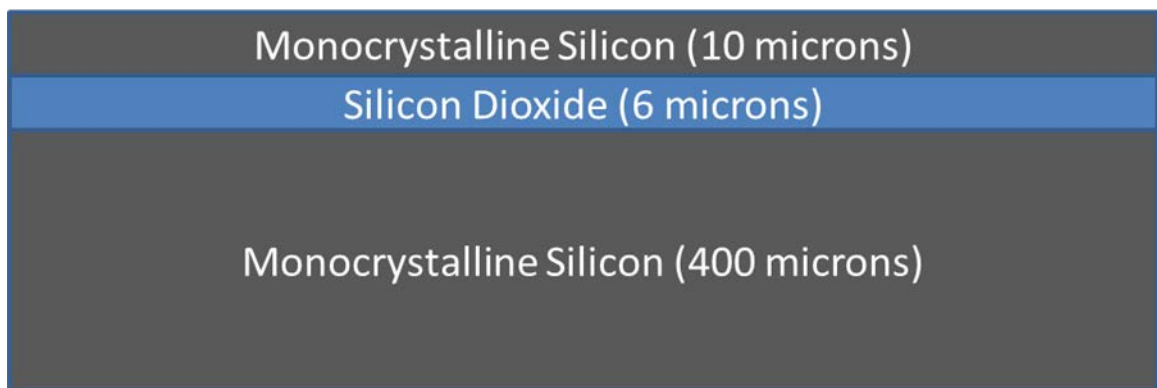 Monocrystalline Silicon (10 microns)
Silicon Dioxide (6 microns)
Monocrystalline Silicon (400 microns)